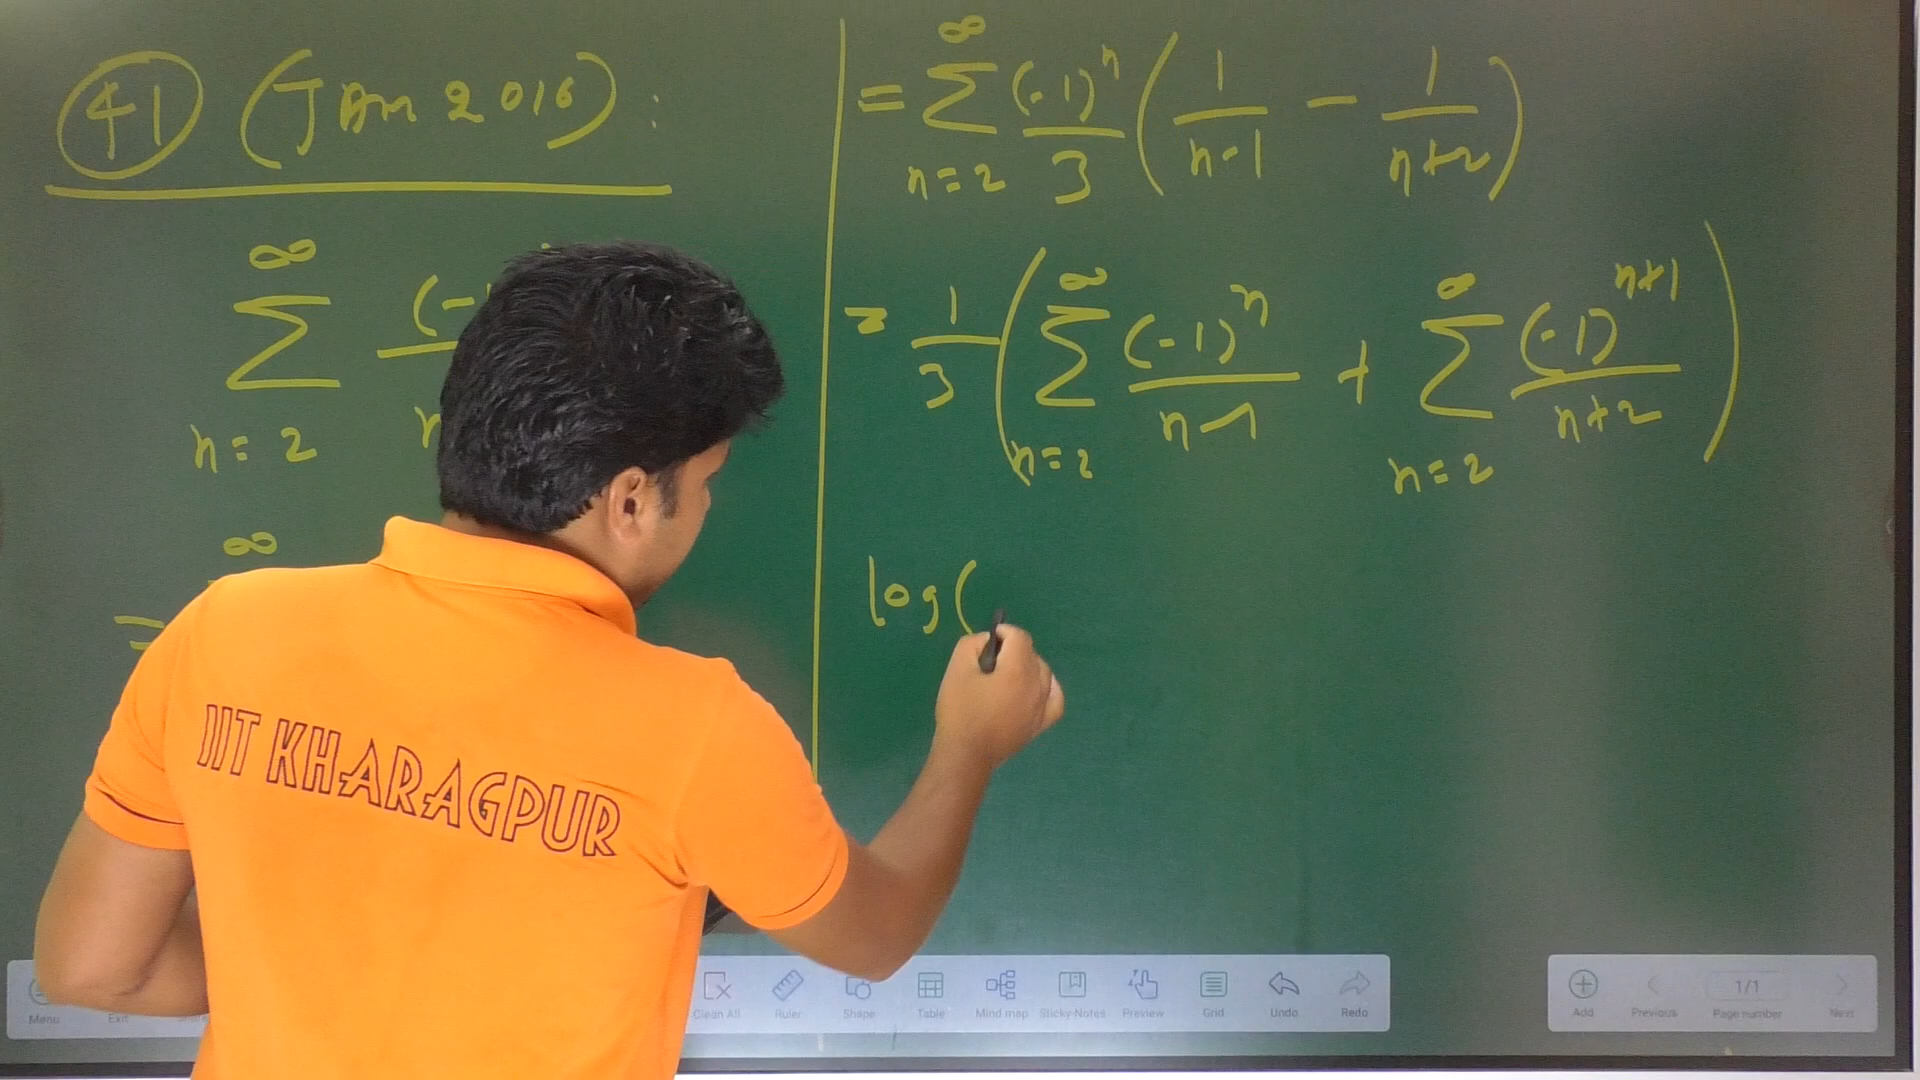 41 (JAM 2016) :
∞
Σ (-1
n=2 n
∞
=
∞
= Σ (-1)^n / 3 ( 1/(n-1) - 1/(n+2) )
n=2
= 1/3 ( ∞ Σ n=2 (-1)^n / (n-1) + ∞ Σ n=2 (-1)^(n+1) / (n+2) )
log(
IIT KHARAGPUR
Menu Exit Clean All Ruler Shape Table Mind map Sticky-Notes Preview Grid Undo Redo
Add Previous 1/1 Page number Next